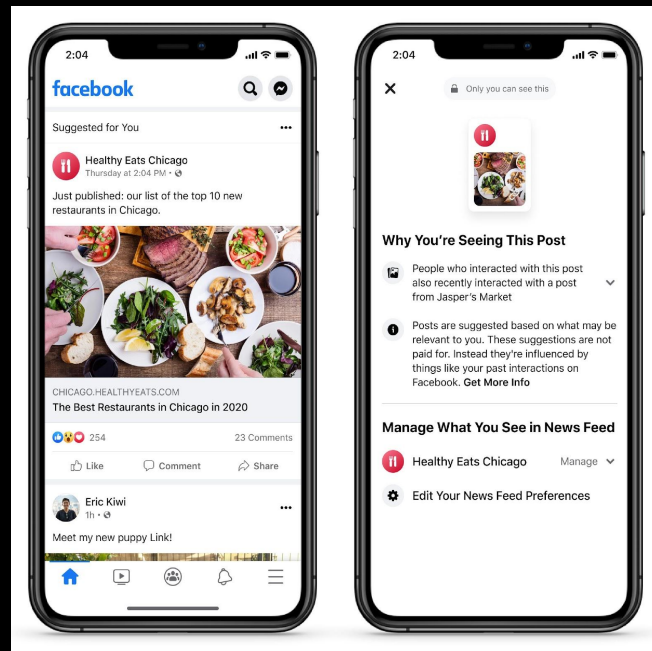 2:04
facebook
Suggested for You
Healthy Eats Chicago
Thursday at 2:04 PM •
Just published: our list of the top 10 new
restaurants in Chicago.
CHICAGO.HEALTHYEATS.COM
The Best Restaurants in Chicago in 2020
254 23 Comments
Like Comment Share
Eric Kiwi
1h •
Meet my new puppy Link!
2:04
Only you can see this
Why You're Seeing This Post
People who interacted with this post
also recently interacted with a post
from Jasper's Market
Posts are suggested based on what may be
relevant to you. These suggestions are not
paid for. Instead they're influenced by
things like your past interactions on
Facebook. Get More Info
Manage What You See in News Feed
Healthy Eats Chicago Manage
Edit Your News Feed Preferences